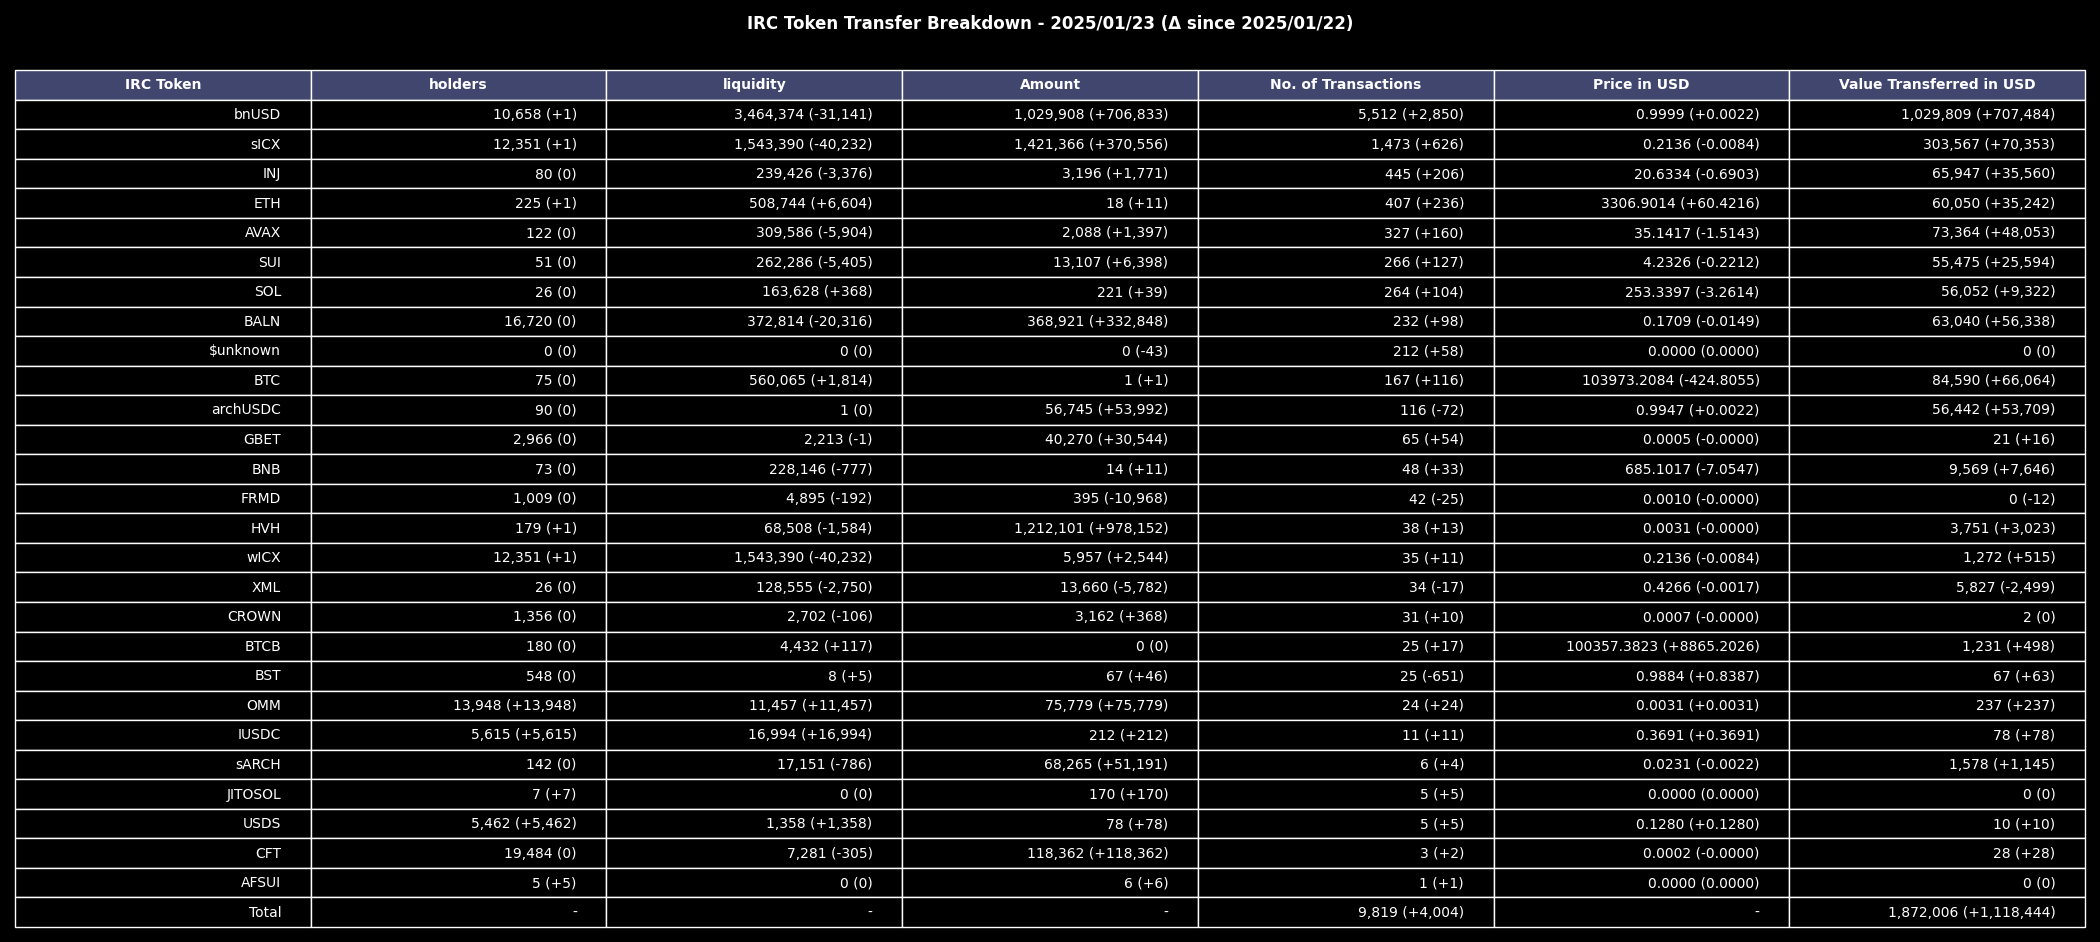 IRC Token Transfer Breakdown - 2025/01/23 (Δ since 2025/01/22)
IRC Token holders liquidity Amount No. of Transactions Price in USD Value Transferred in USD
bnUSD 10,658 (+1) 3,464,374 (-31,141) 1,029,908 (+706,833) 5,512 (+2,850) 0.9999 (+0.0022) 1,029,809 (+707,484)
sICX 12,351 (+1) 1,543,390 (-40,232) 1,421,366 (+370,556) 1,473 (+626) 0.2136 (-0.0084) 303,567 (+70,353)
INJ 80 (0) 239,426 (-3,376) 3,196 (+1,771) 445 (+206) 20.6334 (-0.6903) 65,947 (+35,560)
ETH 225 (+1) 508,744 (+6,604) 18 (+11) 407 (+236) 3306.9014 (+60.4216) 60,050 (+35,242)
AVAX 122 (0) 309,586 (-5,904) 2,088 (+1,397) 327 (+160) 35.1417 (-1.5143) 73,364 (+48,053)
SUI 51 (0) 262,286 (-5,405) 13,107 (+6,398) 266 (+127) 4.2326 (-0.2212) 55,475 (+25,594)
SOL 26 (0) 163,628 (+368) 221 (+39) 264 (+104) 253.3397 (-3.2614) 56,052 (+9,322)
BALN 16,720 (0) 372,814 (-20,316) 368,921 (+332,848) 232 (+98) 0.1709 (-0.0149) 63,040 (+56,338)
$unknown 0 (0) 0 (0) 0 (-43) 212 (+58) 0.0000 (0.0000) 0 (0)
BTC 75 (0) 560,065 (+1,814) 1 (+1) 167 (+116) 103973.2084 (-424.8055) 84,590 (+66,064)
archUSDC 90 (0) 1 (0) 56,745 (+53,992) 116 (-72) 0.9947 (+0.0022) 56,442 (+53,709)
GBET 2,966 (0) 2,213 (-1) 40,270 (+30,544) 65 (+54) 0.0005 (-0.0000) 21 (+16)
BNB 73 (0) 228,146 (-777) 14 (+11) 48 (+33) 685.1017 (-7.0547) 9,569 (+7,646)
FRMD 1,009 (0) 4,895 (-192) 395 (-10,968) 42 (-25) 0.0010 (-0.0000) 0 (-12)
HVH 179 (+1) 68,508 (-1,584) 1,212,101 (+978,152) 38 (+13) 0.0031 (-0.0000) 3,751 (+3,023)
wICX 12,351 (+1) 1,543,390 (-40,232) 5,957 (+2,544) 35 (+11) 0.2136 (-0.0084) 1,272 (+515)
XML 26 (0) 128,555 (-2,750) 13,660 (-5,782) 34 (-17) 0.4266 (-0.0017) 5,827 (-2,499)
CROWN 1,356 (0) 2,702 (-106) 3,162 (+368) 31 (+10) 0.0007 (-0.0000) 2 (0)
BTCB 180 (0) 4,432 (+117) 0 (0) 25 (+17) 100357.3823 (+8865.2026) 1,231 (+498)
BST 548 (0) 8 (+5) 67 (+46) 25 (-651) 0.9884 (+0.8387) 67 (+63)
OMM 13,948 (+13,948) 11,457 (+11,457) 75,779 (+75,779) 24 (+24) 0.0031 (+0.0031) 237 (+237)
IUSDC 5,615 (+5,615) 16,994 (+16,994) 212 (+212) 11 (+11) 0.3691 (+0.3691) 78 (+78)
sARCH 142 (0) 17,151 (-786) 68,265 (+51,191) 6 (+4) 0.0231 (-0.0022) 1,578 (+1,145)
JITOSOL 7 (+7) 0 (0) 170 (+170) 5 (+5) 0.0000 (0.0000) 0 (0)
USDS 5,462 (+5,462) 1,358 (+1,358) 78 (+78) 5 (+5) 0.1280 (+0.1280) 10 (+10)
CFT 19,484 (0) 7,281 (-305) 118,362 (+118,362) 3 (+2) 0.0002 (-0.0000) 28 (+28)
AFSUI 5 (+5) 0 (0) 6 (+6) 1 (+1) 0.0000 (0.0000) 0 (0)
Total - - - 9,819 (+4,004) - 1,872,006 (+1,118,444)